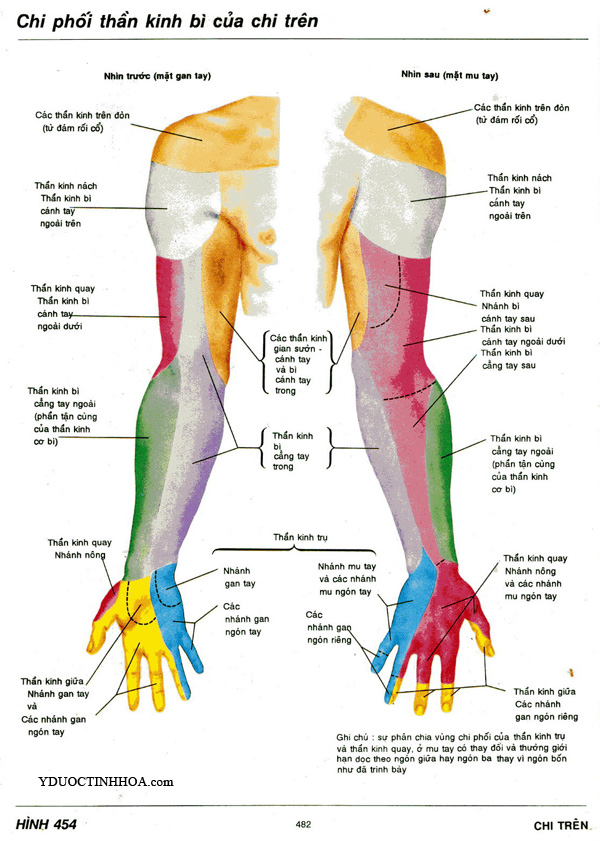 Chi phối thần kinh bì của chi trên
Nhìn trước (mặt gan tay)
Nhìn sau (mặt mu tay)
Các thần kinh trên đòn
(từ đám rối cổ)
Thần kinh nách
Thần kinh bì
cánh tay
ngoài trên
Thần kinh quay
Thần kinh bì
cánh tay
ngoài dưới
Thần kinh bì
cẳng tay ngoài
(phần tận cùng
của thần kinh
cơ bì)
Các thần kinh
gian sườn -
cánh tay
và bì
cánh tay
trong
Thần kinh
bì
cẳng tay
trong
Các thần kinh trên đòn
(từ đám rối cổ)
Thần kinh nách
Thần kinh bì
cánh tay
ngoài trên
Thần kinh quay
Nhánh bì
cánh tay sau
Thần kinh bì
cánh tay ngoài dưới
Thần kinh bì
cẳng tay sau
Thần kinh bì
cẳng tay ngoài
(phần tận cùng
của thần kinh
cơ bì)
Thần kinh quay
Nhánh nông
Thần kinh trụ
Nhánh
gan tay
Các
nhánh gan
ngón tay
Nhánh mu tay
và các nhánh
mu ngón tay
Các
nhánh gan
ngón riêng
Thần kinh quay
Nhánh nông
và các nhánh
mu ngón tay
Thần kinh giữa
Nhánh gan tay
và
Các nhánh gan
ngón tay
Thần kinh giữa
Các nhánh
gan ngón riêng
Ghi chú : sự phân chia vùng chi phối của thần kinh trụ
và thần kinh quay, ở mu tay có thay đổi và thường giới
hạn dọc theo ngón giữa hay ngón ba thay vì ngón bốn
như đã trình bày
YDUOCTINHHOA.com
HÌNH 454
482
CHI TRÊN